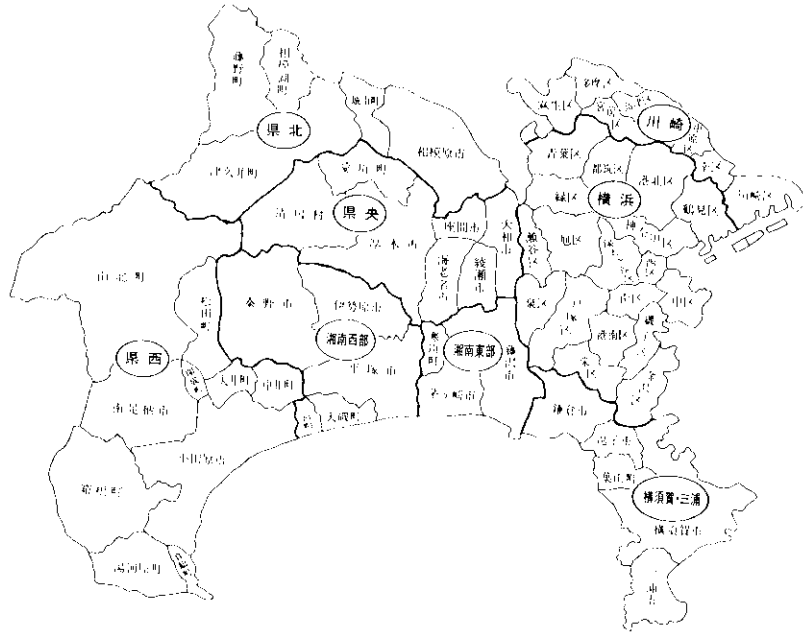 藤野町
相模湖町
城山町
県北
津久井町
相模原市
愛川町
清川村
県央
厚木市
座間市
大和市
海老名市
綾瀬市
多摩区
麻生区
川崎
中原区
幸区
川崎区
青葉区
都筑区
港北区
緑区
横浜
鶴見区
瀬谷区
旭区
神奈川区
西区
泉区
戸塚区
南区
中区
港南区
栄区
山北町
松田町
秦野市
伊勢原市
県西
湘南西部
湘南東部
寒川町
藤沢市
大井町
中井町
平塚市
茅ヶ崎市
南足柄市
大磯町
鎌倉市
小田原市
逗子市
箱根町
葉山町
横須賀・三浦
横須賀市
湯河原町
三浦市